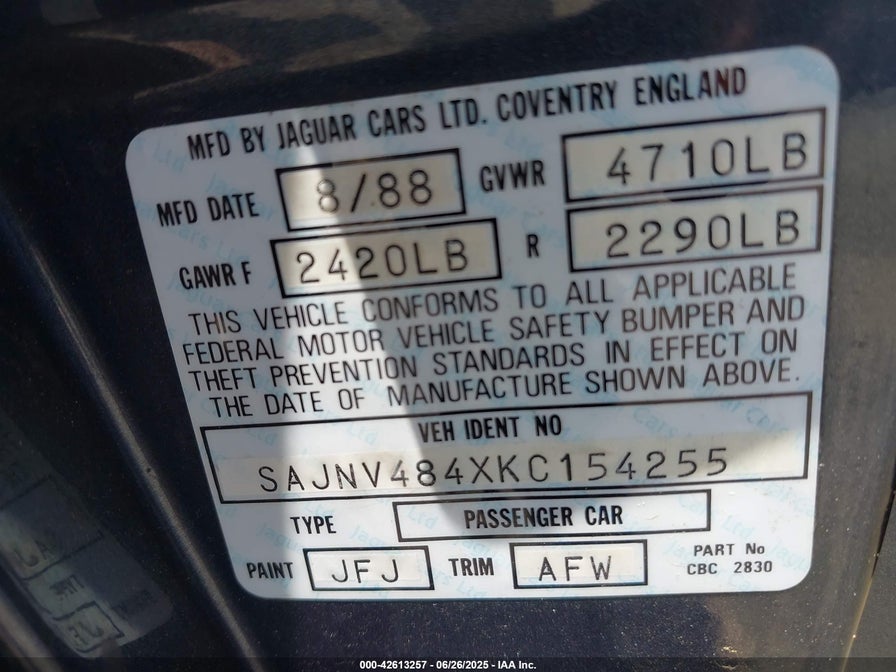 MFD BY JAGUAR CARS LTD. COVENTRY ENGLAND
MFD DATE 8/88 GVWR 4710LB
GAWR F 2420LB R 2290LB
THIS VEHICLE CONFORMS TO ALL APPLICABLE
FEDERAL MOTOR VEHICLE SAFETY BUMPER AND
THEFT PREVENTION STANDARDS IN EFFECT ON
THE DATE OF MANUFACTURE SHOWN ABOVE.
VEH IDENT NO
SAJNV484XKC154255
TYPE PASSENGER CAR
PAINT JFJ TRIM AFW PART No
CBC 2830
000-42613257 - 06/26/2025 - IAA Inc.